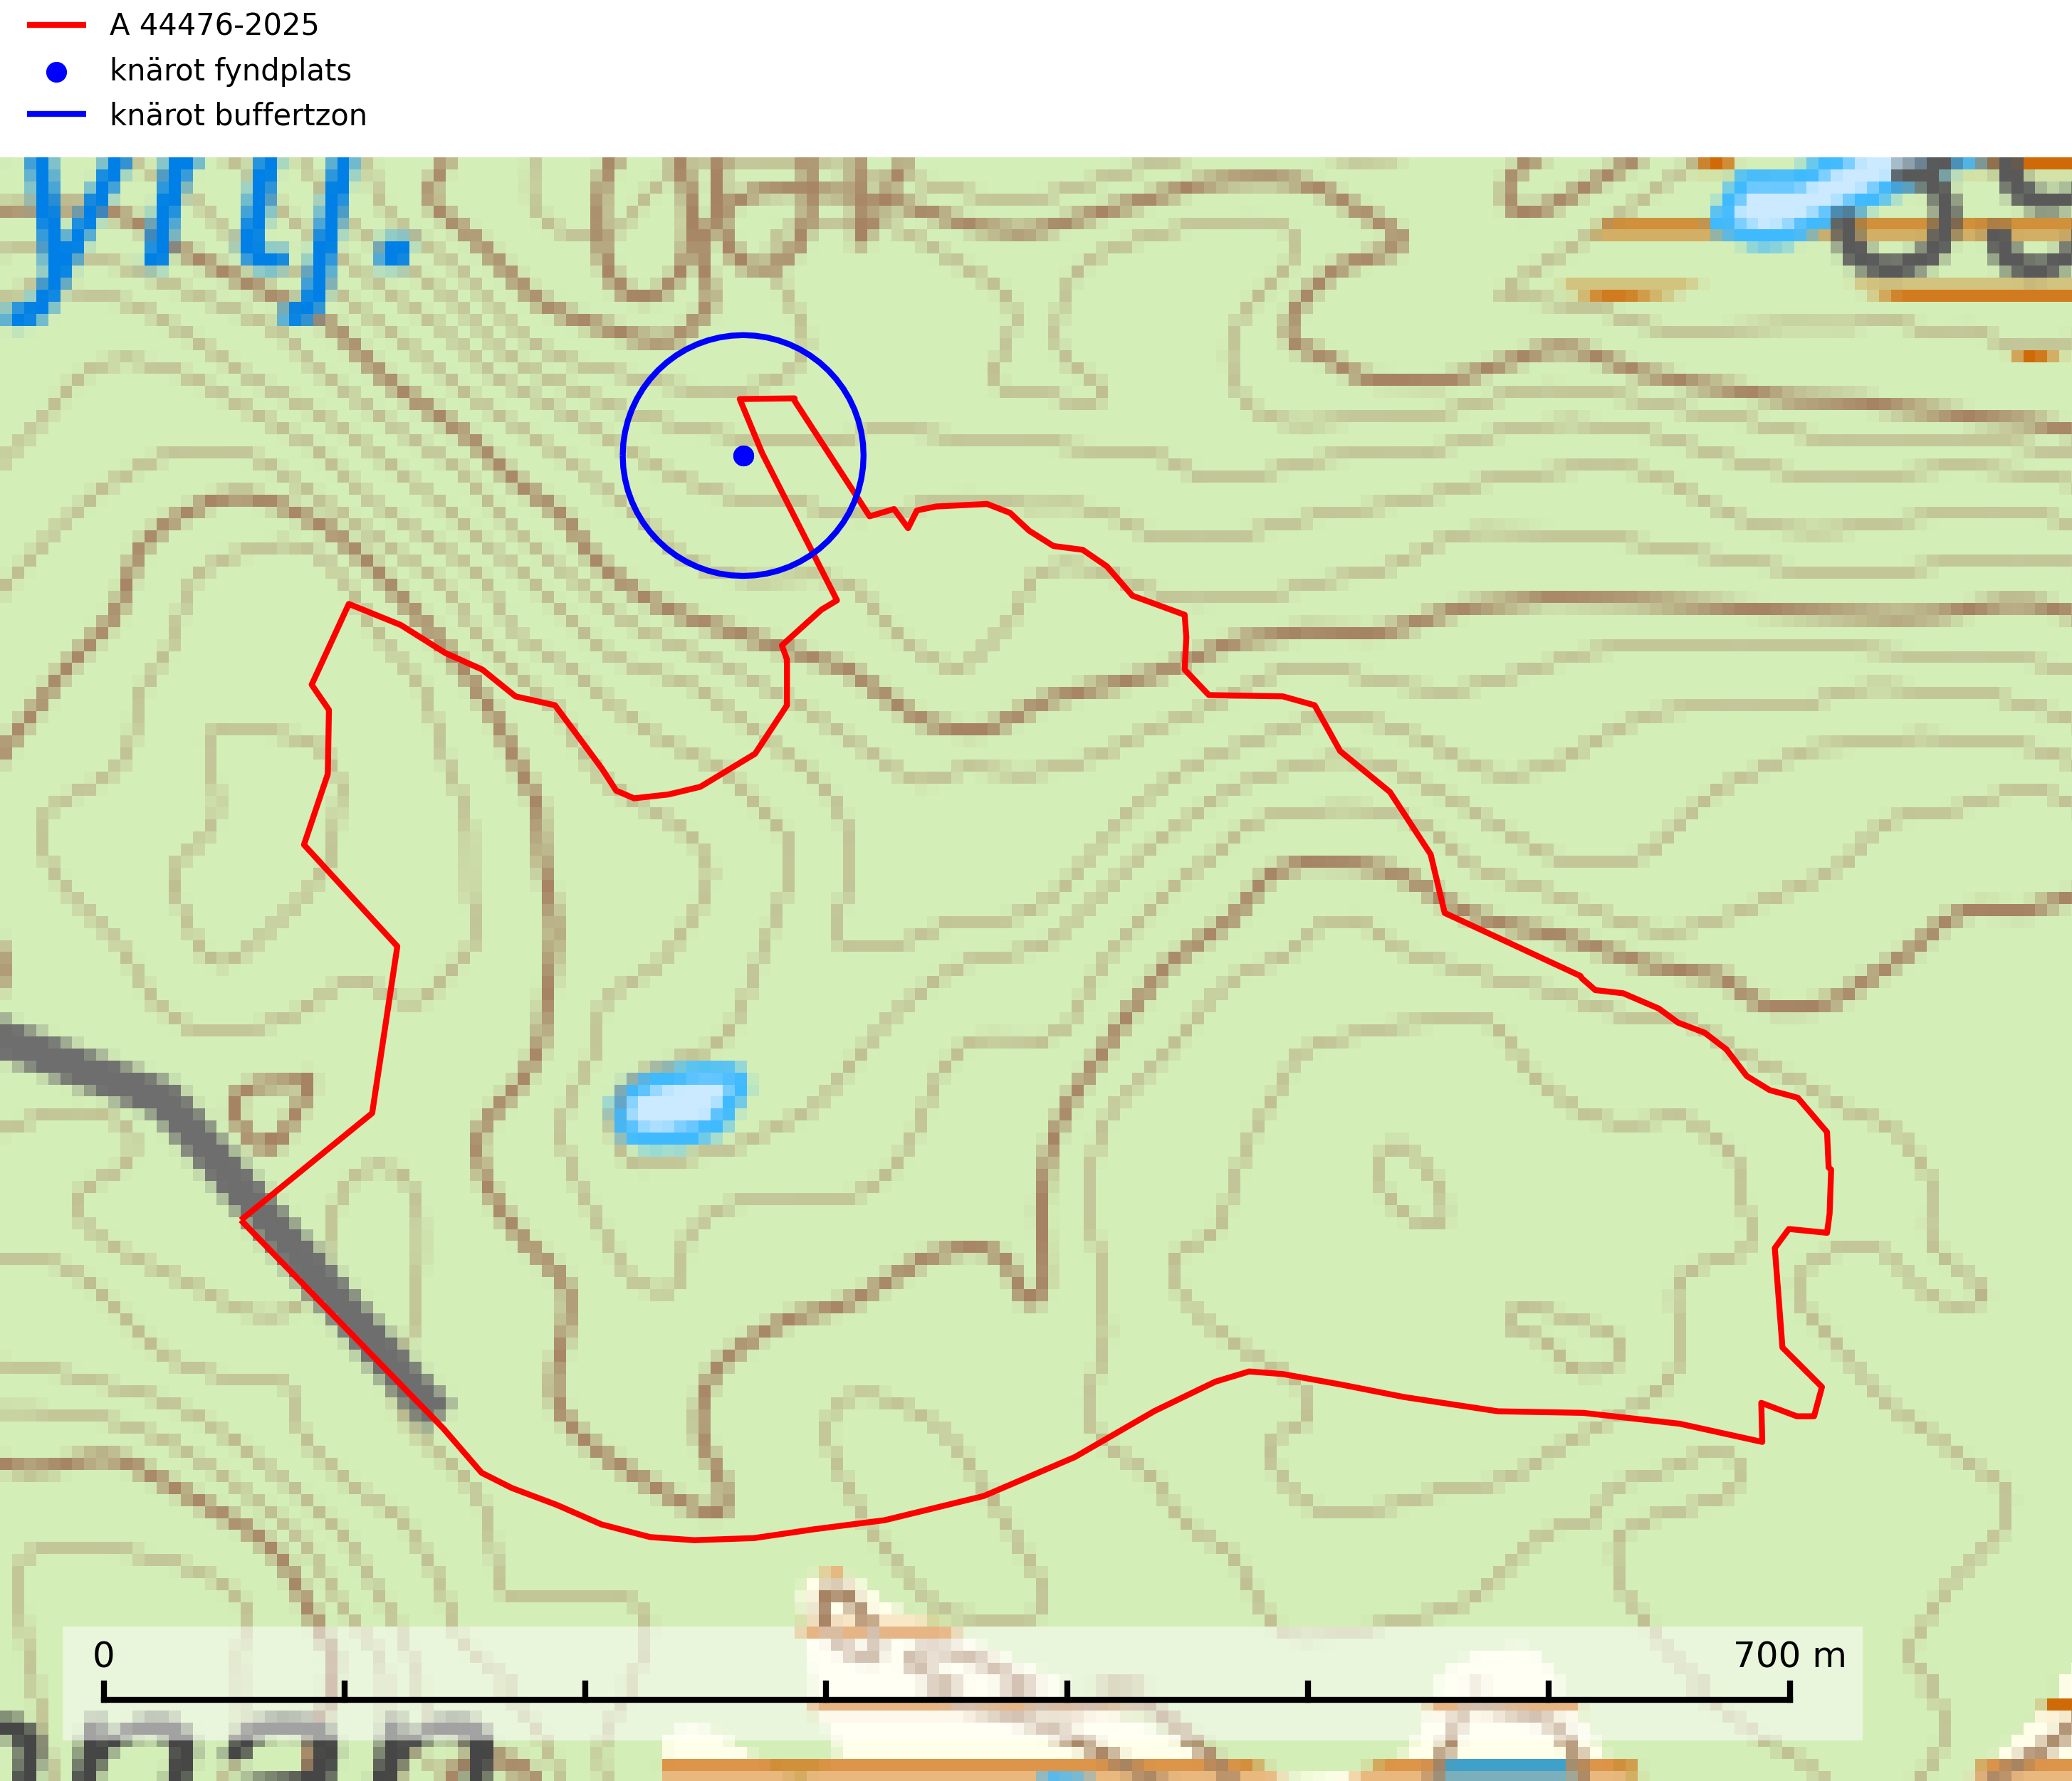 A 44476-2025
knärot fyndplats
knärot buffertzon
0
700 m